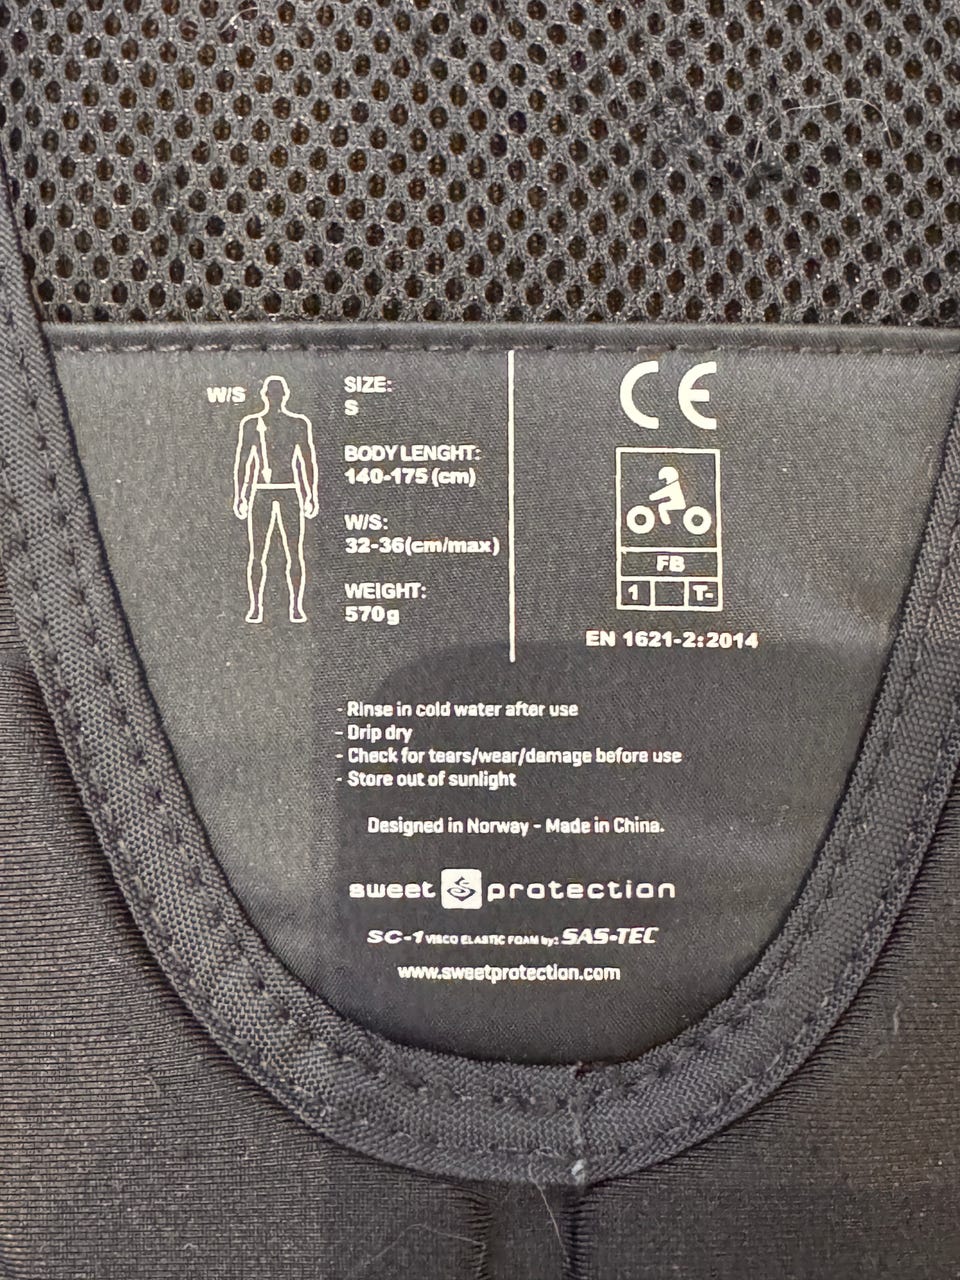 W/S
SIZE:
S
BODY LENGHT:
140-175 (cm)
W/S:
32-36(cm/max)
WEIGHT:
570g
CE
FB
1 T-
EN 1621-2:2014
- Rinse in cold water after use
- Drip dry
- Check for tears/wear/damage before use
- Store out of sunlight
Designed in Norway - Made in China.
sweet protection
SC-1 VISCO ELASTIC FOAM by: SAS-TEC
www.sweetprotection.com